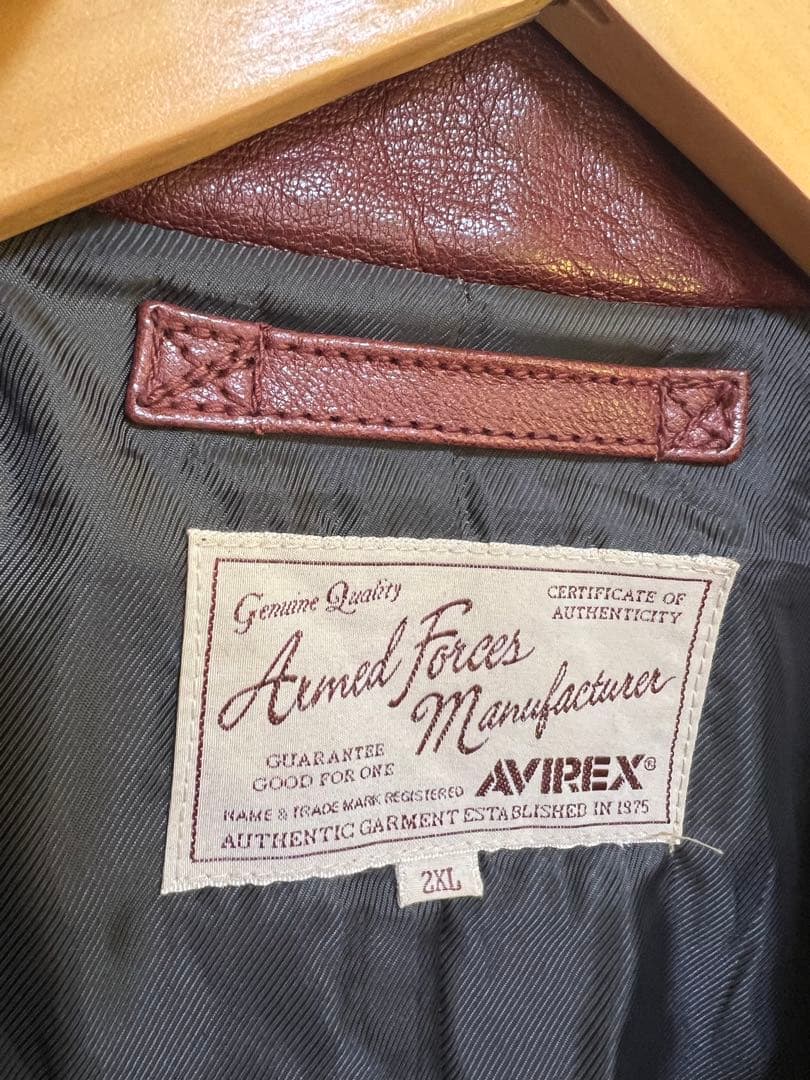 Genuine Quality
CERTIFICATE OF
AUTHENTICITY
Armed Forces
Manufacturer
GUARANTEE
GOOD FOR ONE
AVIREX®
NAME & TRADE MARK REGISTERED
AUTHENTIC GARMENT ESTABLISHED IN 1975
2XL